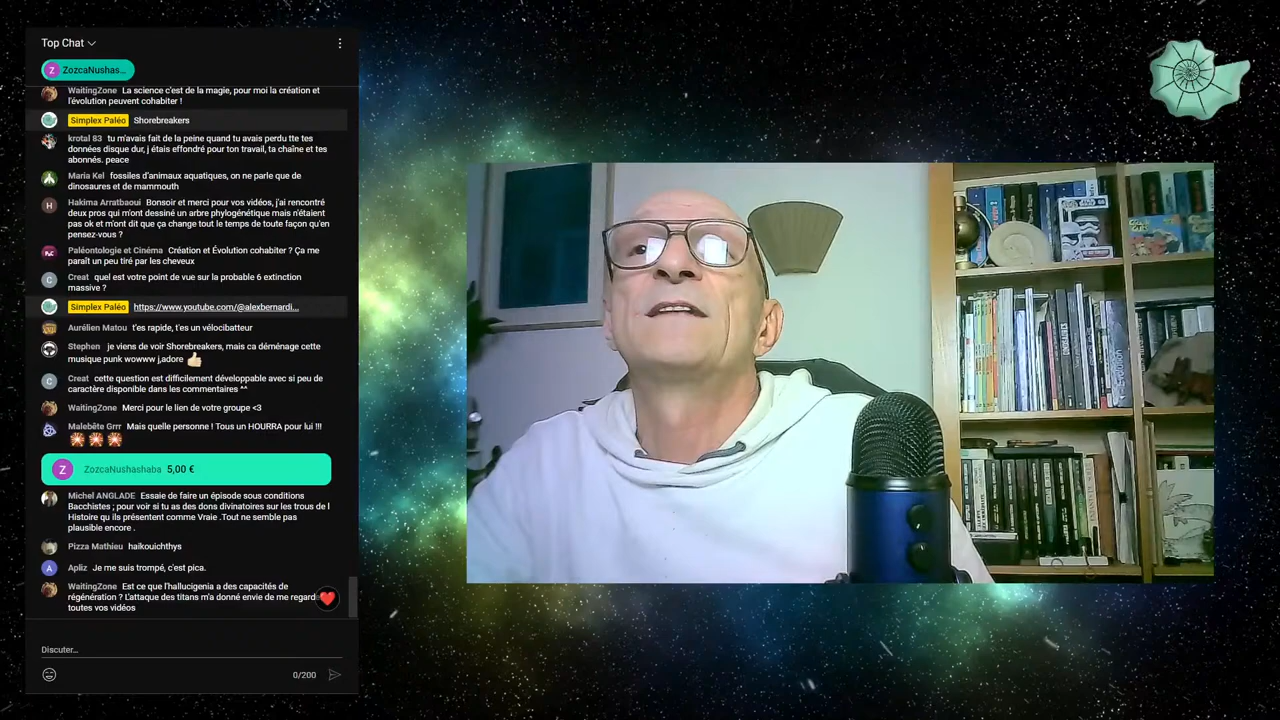 Top Chat
Z ZozcaNushas...
WaitingZone La science c'est de la magie, pour moi la création et
l'évolution peuvent cohabiter !
Simplex Paléo Shorebreakers
krotal 83 tu m'avais fait de la peine quand tu avais perdu tte tes
données disque dur, j étais effondré pour ton travail, ta chaîne et tes
abonnés. peace
Maria Kel fossiles d'animaux aquatiques, on ne parle que de
dinosaures et de mammouth
H Hakima Arratbaoui Bonsoir et merci pour vos vidéos, j'ai rencontré
deux pros qui m'ont dessiné un arbre phylogénétique mais n'étaient
pas ok et m'ont dit que ça change tout le temps de toute façon qu'en
pensez-vous ?
Paléontologie et Cinéma Création et Évolution cohabiter ? Ça me
paraît un peu tiré par les cheveux
C Creat quel est votre point de vue sur la probable 6 extinction
massive ?
Simplex Paléo https://www.youtube.com/@alexbernardi...
Aurélien Matou t'es rapide, t'es un vélocibatteur
Stephen je viens de voir Shorebreakers, mais ca déménage cette
musique punk wowww j,adore
C Creat cette question est difficilement développable avec si peu de
caractère disponible dans les commentaires ^^
WaitingZone Merci pour le lien de votre groupe <3
Malebête Grrr Mais quelle personne ! Tous un HOURRA pour lui !!!
Z ZozcaNushashaba 5,00 €
Michel ANGLADE Essaie de faire un épisode sous conditions
Bacchistes ; pour voir si tu as des dons divinatoires sur les trous de l
Histoire qu ils présentent comme Vraie .Tout ne semble pas
plausible encore .
Pizza Mathieu haikouichthys
A Apliz Je me suis trompé, c'est pica.
WaitingZone Est ce que l'hallucigenia a des capacités de
régénération ? L'attaque des titans m'a donné envie de me regard
toutes vos vidéos
Discuter...
0/200